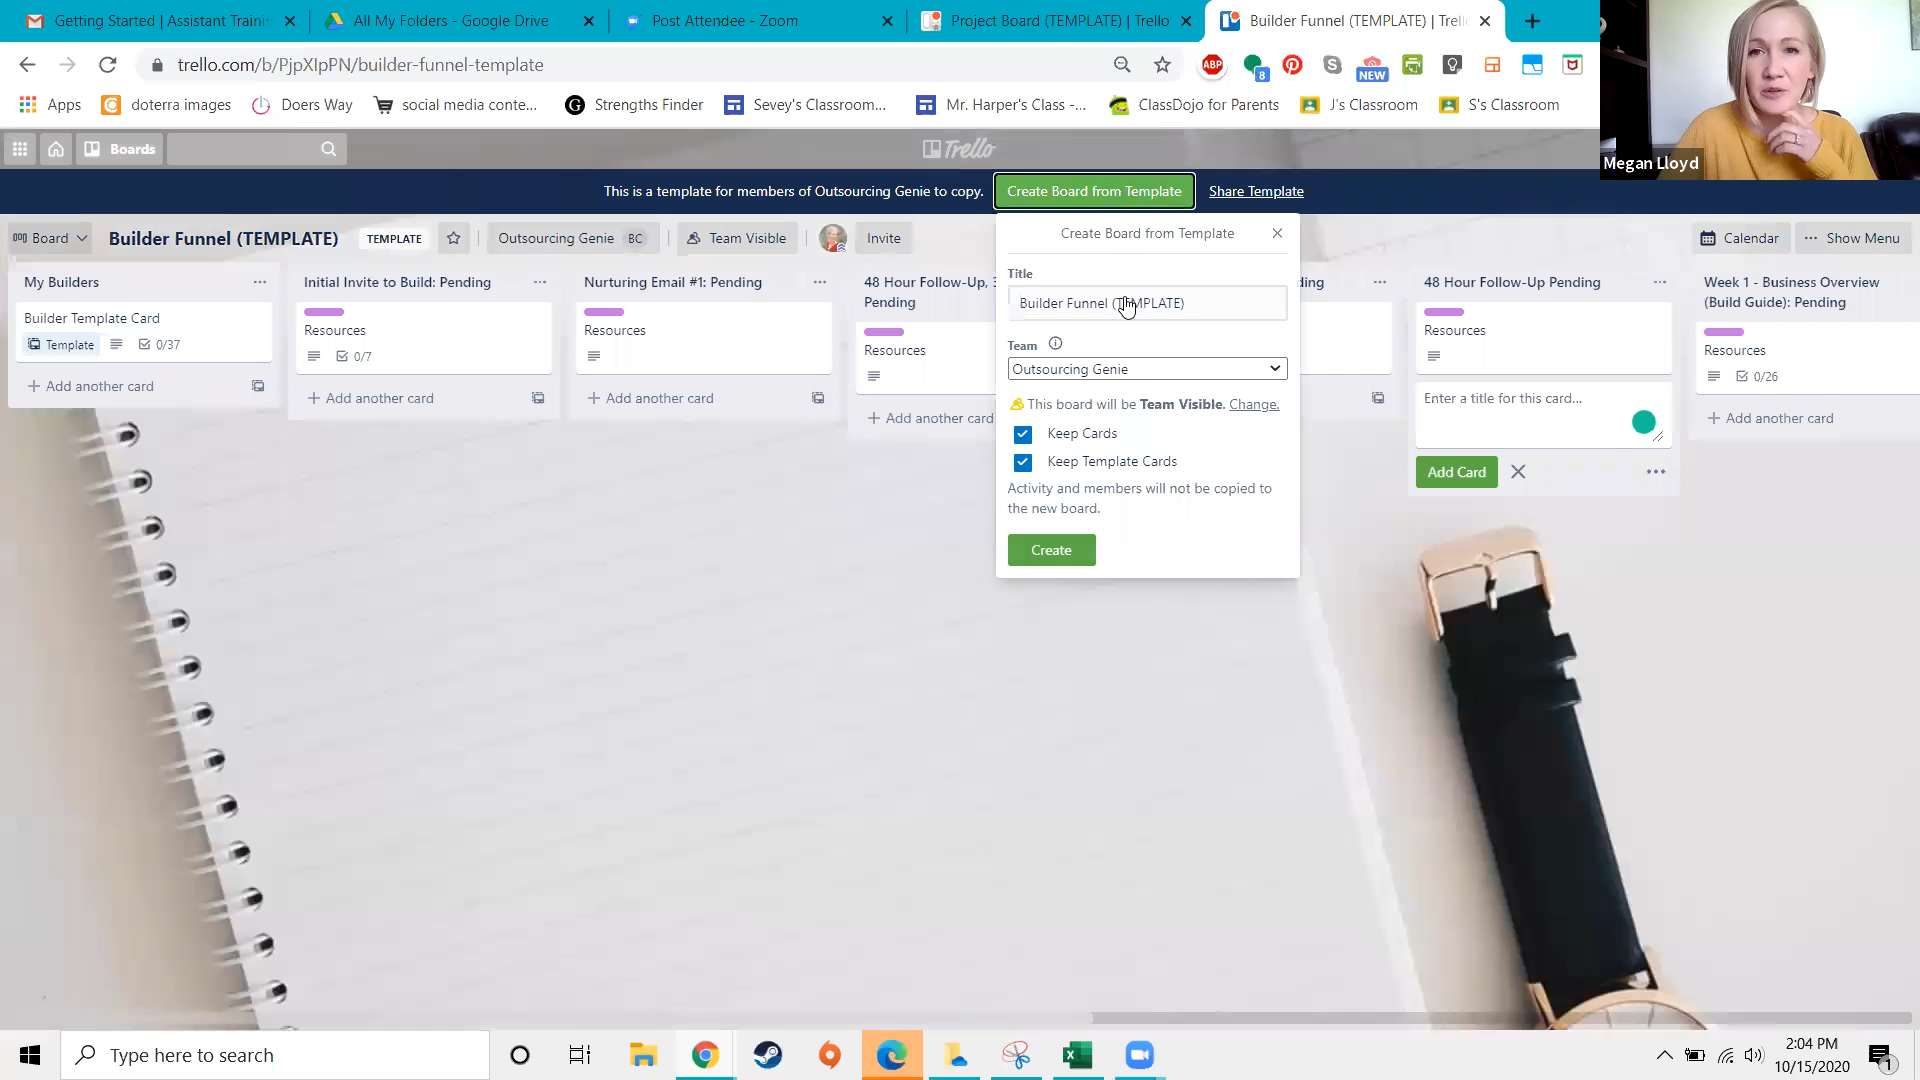 Getting Started | Assistant Traini
All My Folders - Google Drive
Post Attendee - Zoom
Project Board (TEMPLATE) | Trello
Builder Funnel (TEMPLATE) | Trell
trello.com/b/PjpXIpPN/builder-funnel-template
ABP
8
NEW
Apps
doterra images
Doers Way
social media conte...
Strengths Finder
Sevey's Classroom...
Mr. Harper's Class -...
ClassDojo for Parents
J's Classroom
S's Classroom
Megan Lloyd
Boards
Trello
This is a template for members of Outsourcing Genie to copy.
Create Board from Template
Share Template
Board
Builder Funnel (TEMPLATE)
TEMPLATE
Outsourcing Genie BC
Team Visible
Invite
Calendar
Show Menu
My Builders
Builder Template Card
Template
0/37
+ Add another card
Initial Invite to Build: Pending
Resources
0/7
+ Add another card
Nurturing Email #1: Pending
Resources
+ Add another card
48 Hour Follow-Up, 3
Pending
Resources
+ Add another card
Create Board from Template
Title
Builder Funnel (TEMPLATE)
Team
Outsourcing Genie
This board will be Team Visible. Change.
Keep Cards
Keep Template Cards
Activity and members will not be copied to
the new board.
Create
ding
48 Hour Follow-Up Pending
Resources
Enter a title for this card...
Add Card
Week 1 - Business Overview
(Build Guide): Pending
Resources
0/26
+ Add another card
Type here to search
2:04 PM
10/15/2020
1